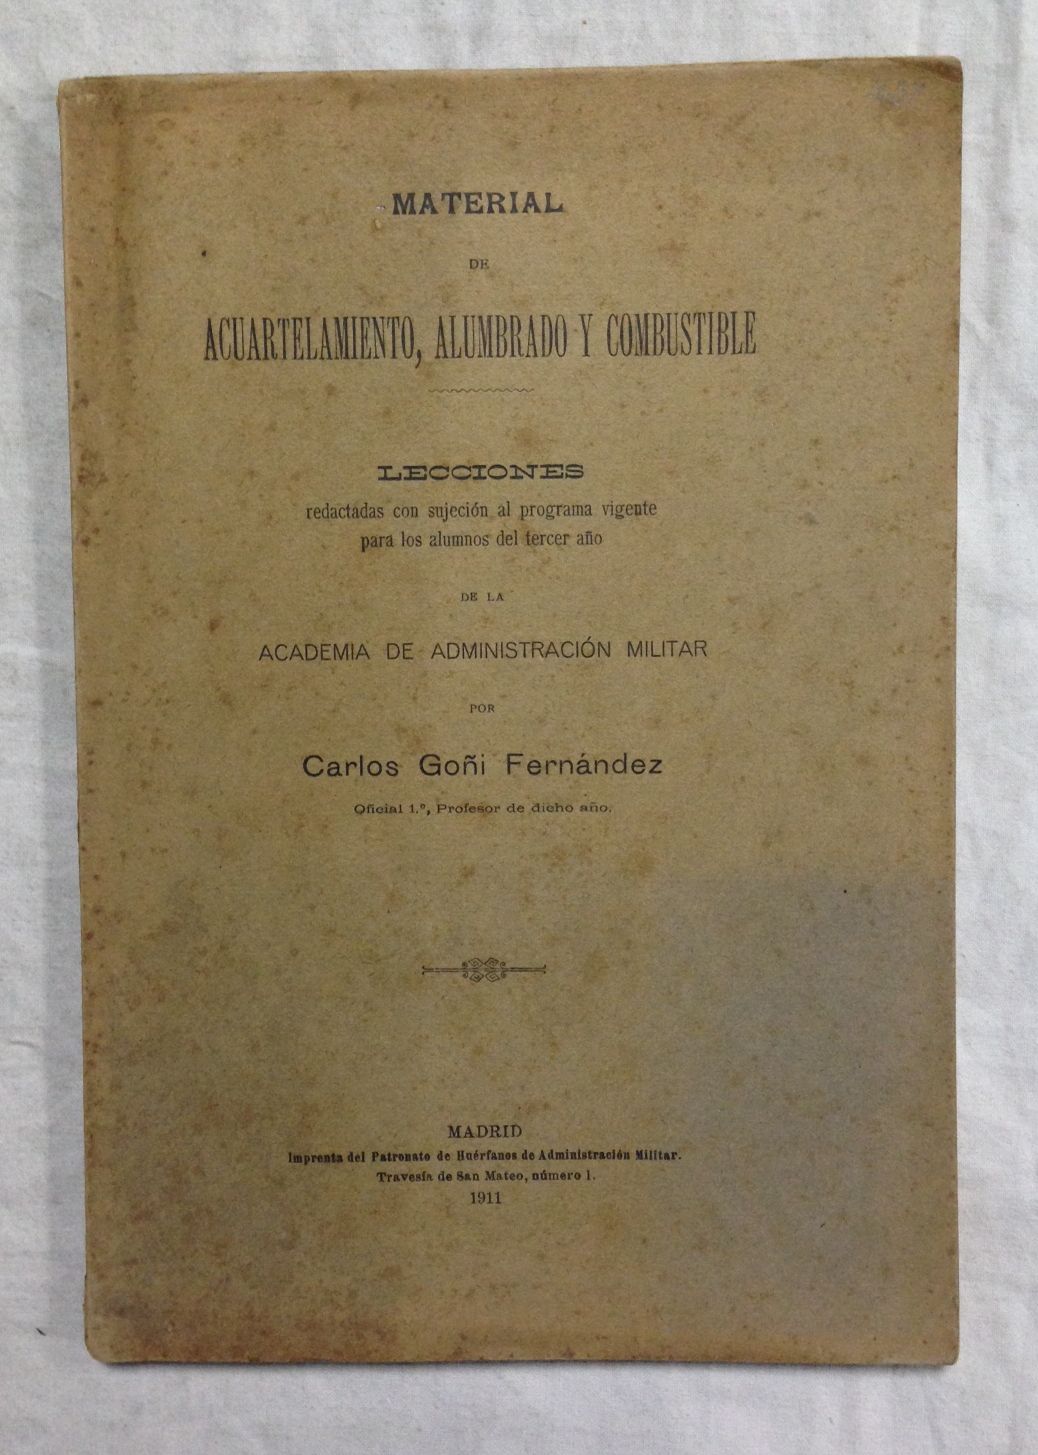 MATERIAL
DE
ACUARTELAMIENTO, ALUMBRADO Y COMBUSTIBLE
LECCIONES
redactadas con sujeción al programa vigente
para los alumnos del tercer año
DE LA
ACADEMIA DE ADMINISTRACIÓN MILITAR
POR
Carlos Goñi Fernández
Oficial 1.º, Profesor de dicho año.
MADRID
Imprenta del Patronato de Huérfanos de Administración Militar.
Travesía de San Mateo, número 1.
1911